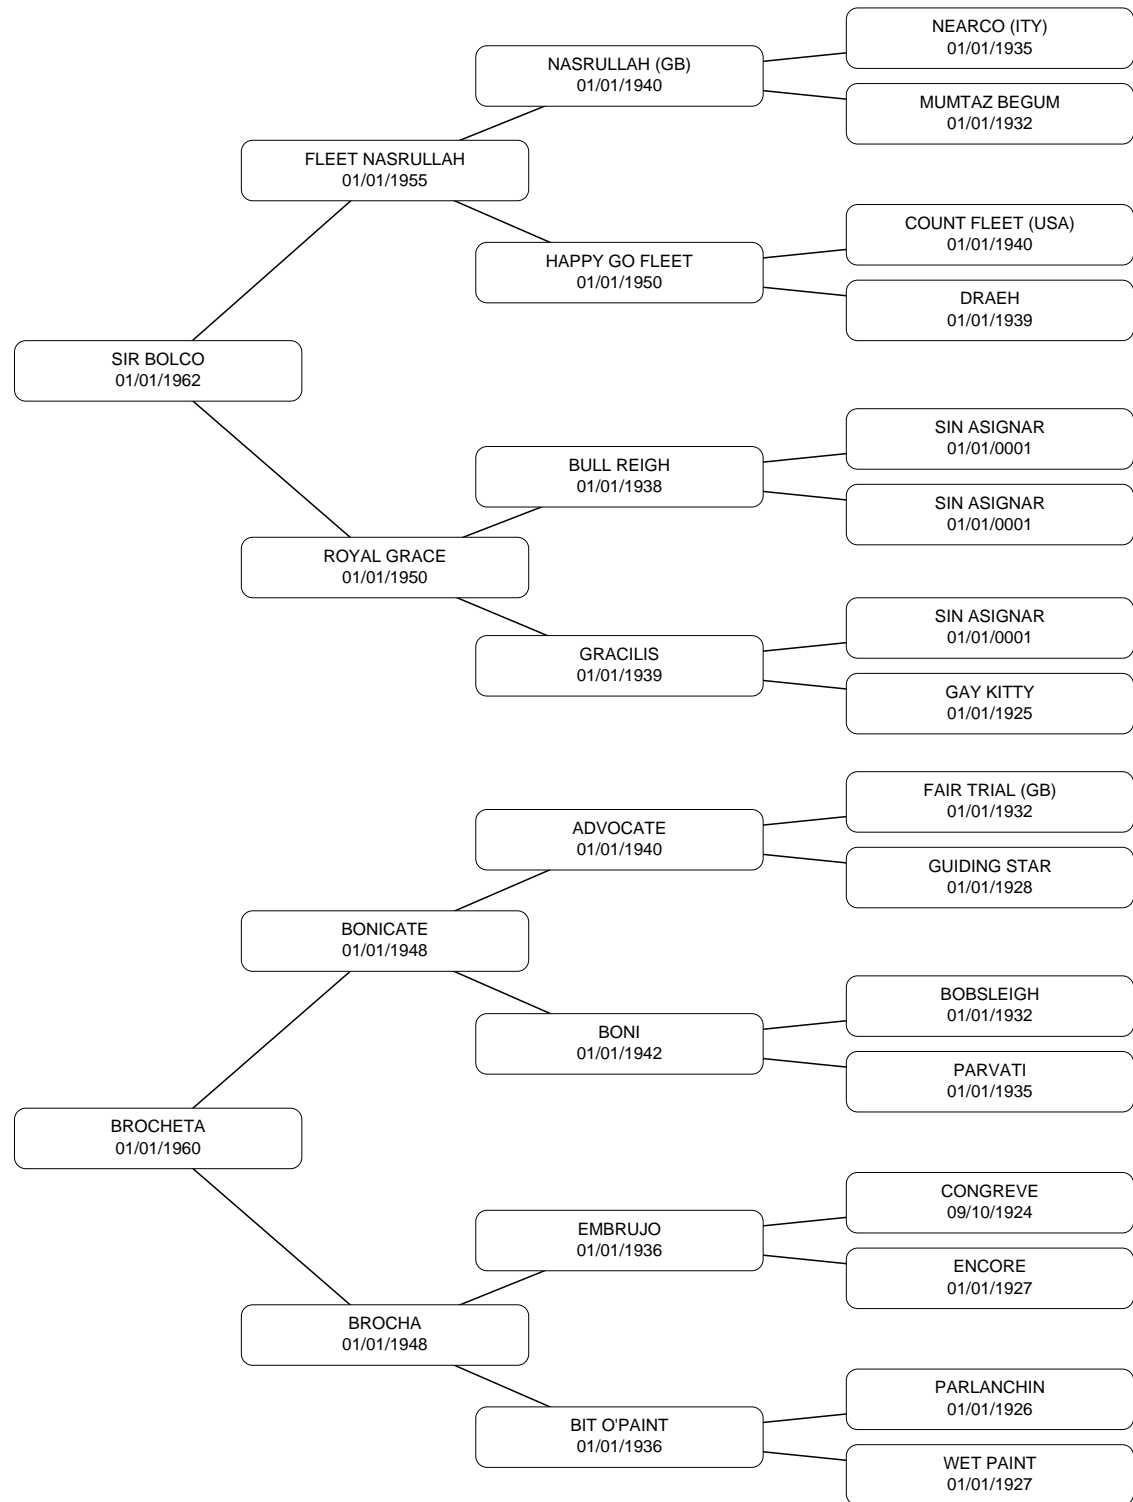 NEARCO (ITY)
01/01/1935
NASRULLAH (GB)
01/01/1940
MUMTAZ BEGUM
01/01/1932
FLEET NASRULLAH
01/01/1955
COUNT FLEET (USA)
01/01/1940
HAPPY GO FLEET
01/01/1950
DRAEH
01/01/1939
SIR BOLCO
01/01/1962
SIN ASIGNAR
01/01/0001
BULL REIGH
01/01/1938
SIN ASIGNAR
01/01/0001
ROYAL GRACE
01/01/1950
SIN ASIGNAR
01/01/0001
GRACILIS
01/01/1939
GAY KITTY
01/01/1925
FAIR TRIAL (GB)
01/01/1932
ADVOCATE
01/01/1940
GUIDING STAR
01/01/1928
BONICATE
01/01/1948
BOBSLEIGH
01/01/1932
BONI
01/01/1942
PARVATI
01/01/1935
BROCHETA
01/01/1960
CONGREVE
09/10/1924
EMBRUJO
01/01/1936
ENCORE
01/01/1927
BROCHA
01/01/1948
PARLANCHIN
01/01/1926
BIT O'PAINT
01/01/1936
WET PAINT
01/01/1927